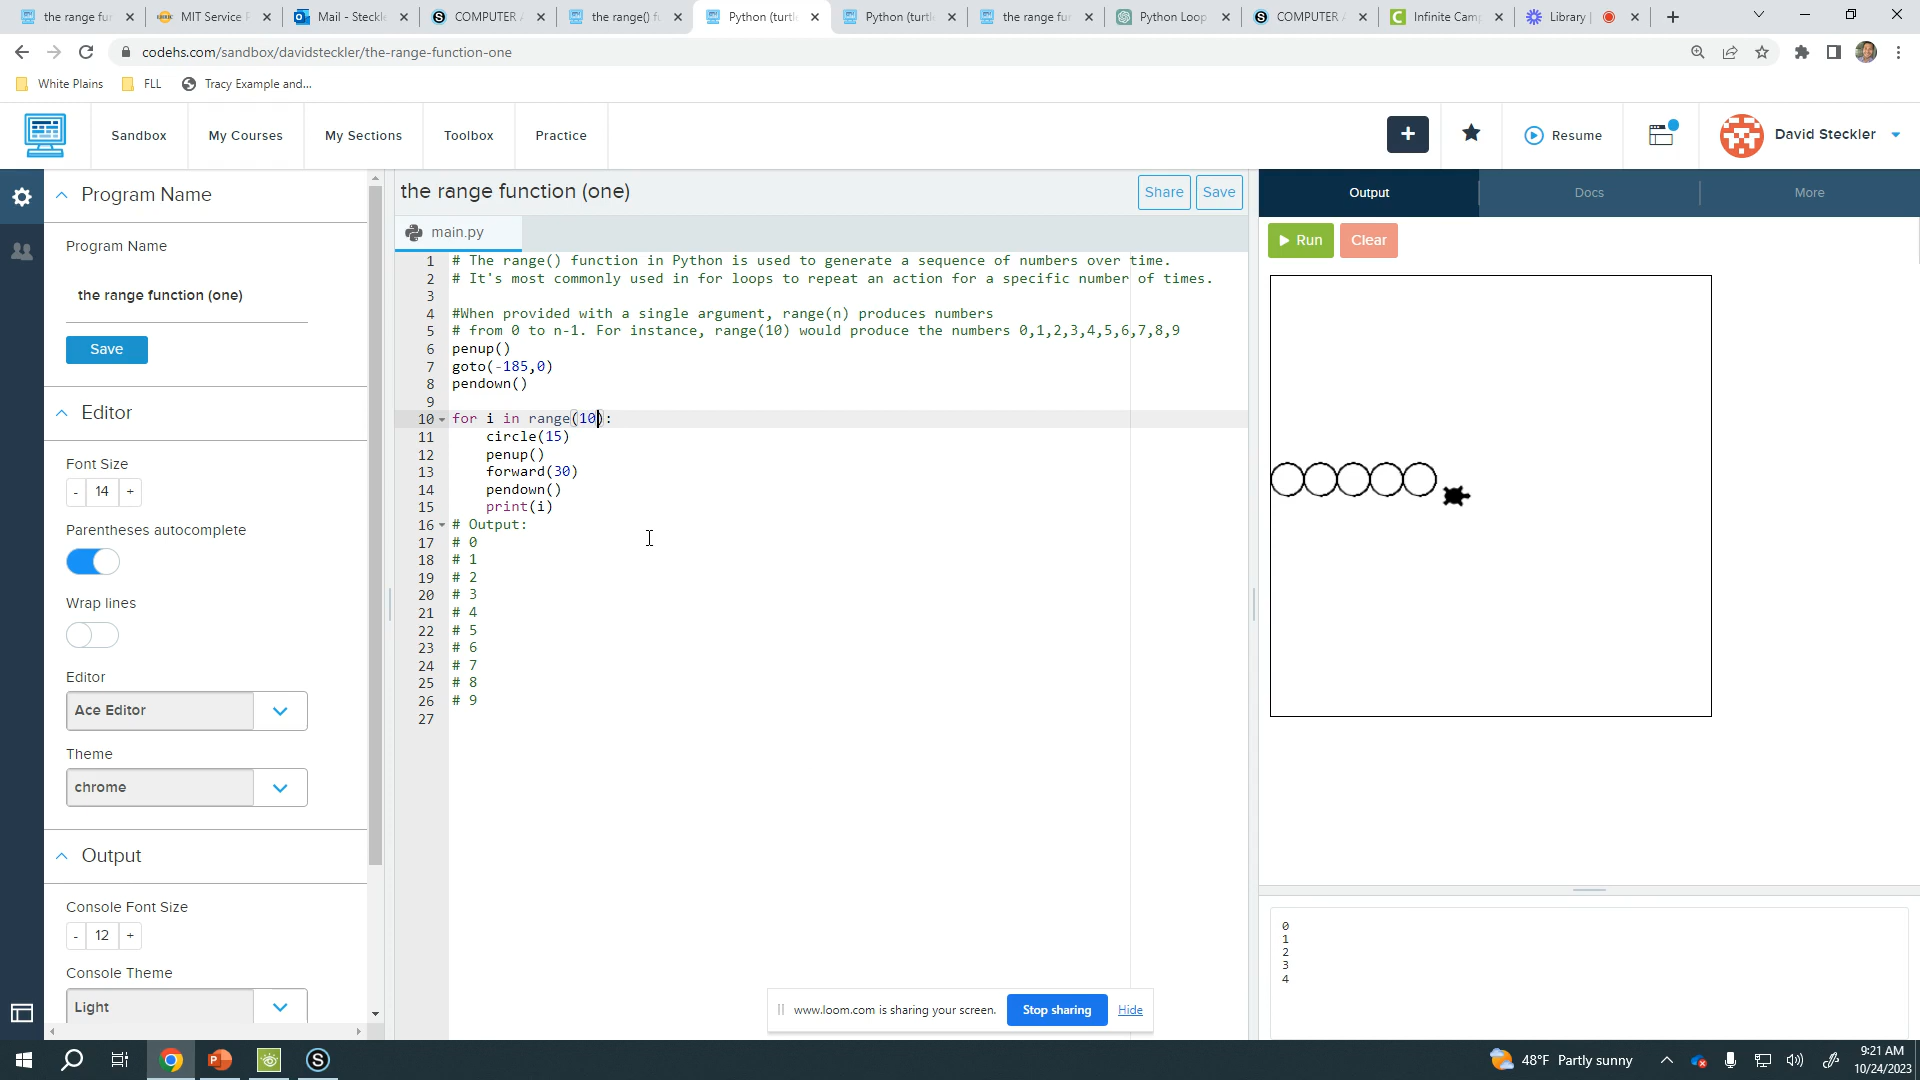 the range fur
MIT Service F
Mail - Steckle
COMPUTER A
the range() fu
Python (turtl
Python (turtle
the range fun
Python Loop
COMPUTER A
Infinite Camp
Library |
codehs.com/sandbox/davidsteckler/the-range-function-one
White Plains
FLL
Tracy Example and...
Sandbox
My Courses
My Sections
Toolbox
Practice
+
Resume
David Steckler
Program Name
Program Name
the range function (one)
Save
Editor
Font Size
- 14 +
Parentheses autocomplete
Wrap lines
Editor
Ace Editor
Theme
chrome
Output
Console Font Size
- 12 +
Console Theme
Light
the range function (one)
Share
Save
main.py
1 # The range() function in Python is used to generate a sequence of numbers over time.
2 # It's most commonly used in for loops to repeat an action for a specific number of times.
3
4 #When provided with a single argument, range(n) produces numbers
5 # from 0 to n-1. For instance, range(10) would produce the numbers 0,1,2,3,4,5,6,7,8,9
6 penup()
7 goto(-185,0)
8 pendown()
9
10 for i in range(10):
11 circle(15)
12 penup()
13 forward(30)
14 pendown()
15 print(i)
16 # Output:
17 # 0
18 # 1
19 # 2
20 # 3
21 # 4
22 # 5
23 # 6
24 # 7
25 # 8
26 # 9
27
Output
Docs
More
Run
Clear
0
1
2
3
4
www.loom.com is sharing your screen.
Stop sharing
Hide
48°F Partly sunny
9:21 AM
10/24/2023